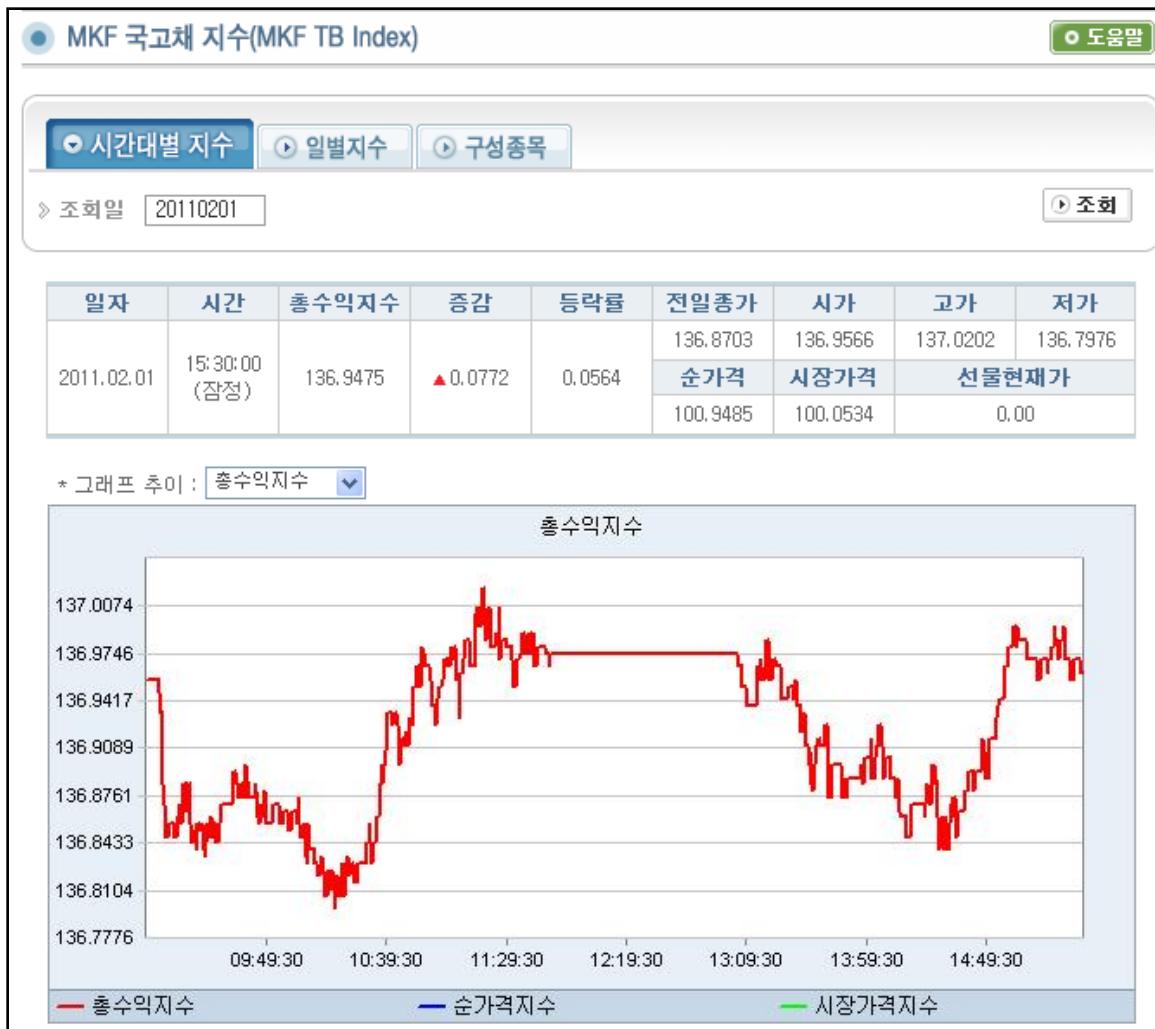 MKF 국고채 지수(MKF TB Index)
도움말
시간대별 지수 일별지수 구성종목
조회일 20110201 조회
일자 시간 총수익지수 증감 등락률 전일종가 시가 고가 저가
2011.02.01 15:30:00 (잠정) 136.9475 ▲0.0772 0.0564 136.8703 136.9566 137.0202 136.7976
순가격 시장가격 선물현재가
100.9485 100.0534 0.00
* 그래프 추이 : 총수익지수
총수익지수
137.0074
136.9746
136.9417
136.9089
136.8761
136.8433
136.8104
136.7776
09:49:30 10:39:30 11:29:30 12:19:30 13:09:30 13:59:30 14:49:30
총수익지수 순가격지수 시장가격지수